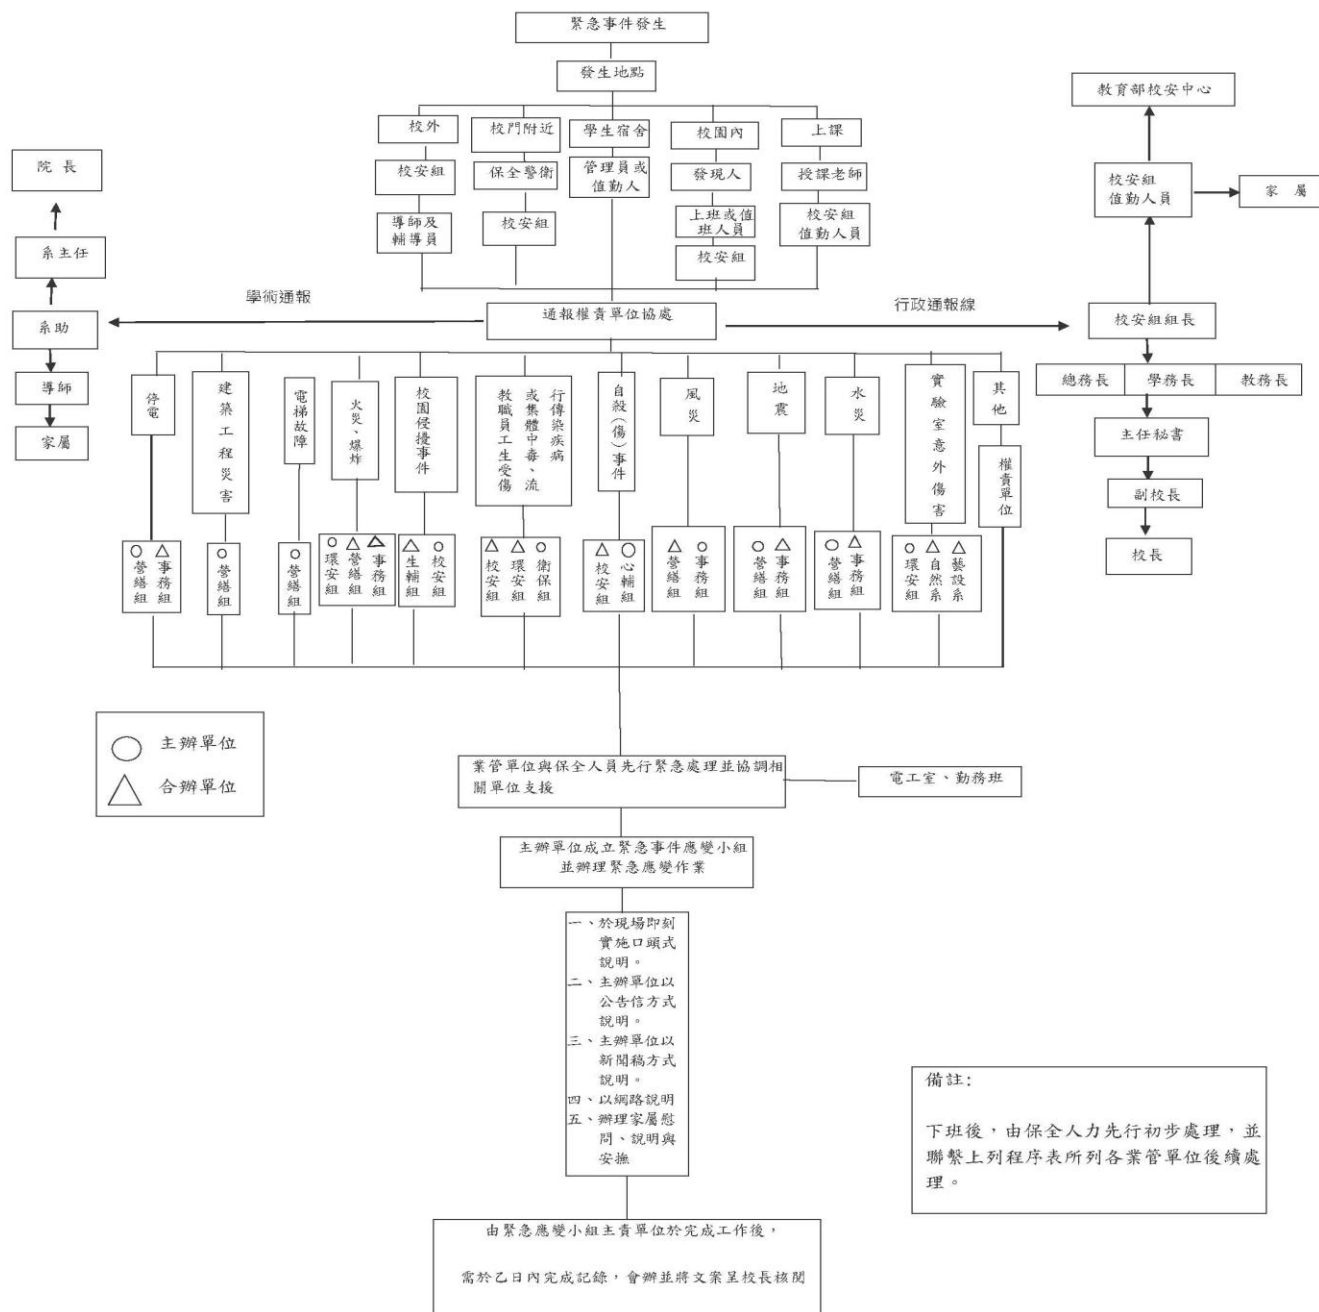 緊急事件發生
發生地點
校外
校安組
導師及
輔導員
校門附近
保全警衛
校安組
學生宿舍
管理員或
值勤人
校園內
發現人
上班或值
班人員
校安組
上課
授課老師
校安組
值勤人員
通報權責單位協處
學術通報
院長
系主任
系助
導師
家屬
行政通報線
教育部校安中心
校安組
值勤人員
家屬
校安組組長
總務長
學務長
教務長
主任秘書
副校長
校長
停電
○營繕組
△事務組
建築工程災害
○營繕組
電梯故障
○營繕組
火災、爆炸
○環安組
△營繕組
△事務組
校園侵擾事件
△生輔組
○校安組
教職員工生受傷
或集體中毒、流
行傳染疾病
△校安組
△環安組
○衛保組
自殺(傷)事件
△校安組
○心輔組
風災
△營繕組
○事務組
地震
○營繕組
△事務組
水災
○營繕組
△事務組
實驗室意外傷害
○環安組
△自然系
△藝設系
其他
權責單位
○ 主辦單位
△ 合辦單位
業管單位與保全人員先行緊急處理並協調相
關單位支援
電工室、勤務班
主辦單位成立緊急事件應變小組
並辦理緊急應變作業
一、於現場即刻
實施口頭式
說明。
二、主辦單位以
公告信方式
說明。
三、主辦單位以
新聞稿方式
說明。
四、以網路說明
五、辦理家屬慰
問、說明與
安撫
由緊急應變小組主責單位於完成工作後,
需於乙日內完成記錄,會辦並將文案呈校長核閱
備註:
下班後,由保全人力先行初步處理,並
聯繫上列程序表所列各業管單位後續處
理。